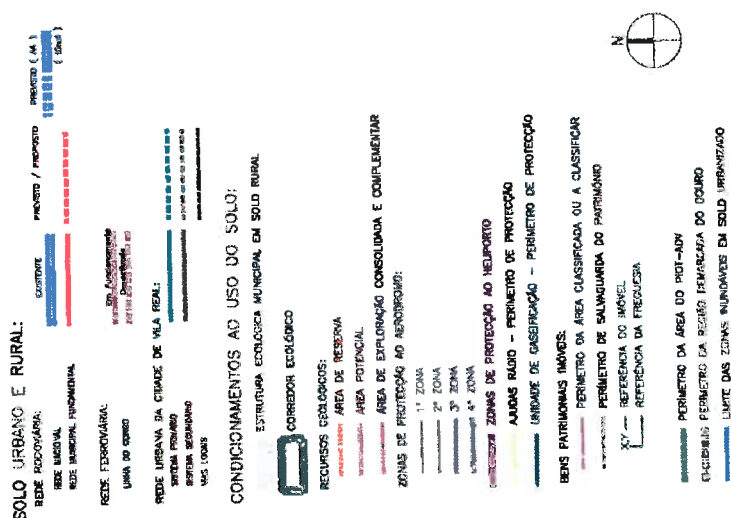 SOLO URBANO E RURAL:
EXISTENTE PREVISTO / PROPOSTO PREVISTO ( A4 )
REDE RODOVIÁRIA:
REDE NACIONAL
REDE MUNICIPAL FUNDAMENTAL
REDE FERROVIÁRIA:
Em funcionamento
Desactivada
LINHA DO CORGO
REDE URBANA DA CIDADE DE VILA REAL:
SISTEMA PRIMÁRIO
SISTEMA SECUNDÁRIO
VIAS LOCAIS
CONDICIONAMENTOS AO USO DO SOLO:
ESTRUTURA ECOLÓGICA MUNICIPAL EM SOLO RURAL
CORREDOR ECOLÓGICO
RECURSOS GEOLÓGICOS:
ÁREA DE RESERVA
ÁREA POTENCIAL
ÁREA DE EXPLORAÇÃO CONSOLIDADA E COMPLEMENTAR
ZONAS DE PROTECÇÃO AO AERÓDROMO:
1ª ZONA
2ª ZONA
3ª ZONA
4ª ZONA
ZONAS DE PROTECÇÃO AO HELIPORTO
AJUDAS RÁDIO – PERÍMETRO DE PROTECÇÃO
UNIDADE DE GASEIFICAÇÃO – PERÍMETRO DE PROTECÇÃO
BENS PATRIMONIAIS IMÓVEIS:
PERÍMETRO DA ÁREA CLASSIFICADA OU A CLASSIFICAR
PERÍMETRO DE SALVAGUARDA DO PATRIMÓNIO
X.Y REFERÊNCIA DO IMÓVEL
REFERÊNCIA DA FREGUESIA
PERÍMETRO DA ÁREA DO PIOT-ADV
PERÍMETRO DA REGIÃO DEMARCADA DO DOURO
LIMITE DAS ZONAS INUNDÁVEIS EM SOLO URBANIZADO
N